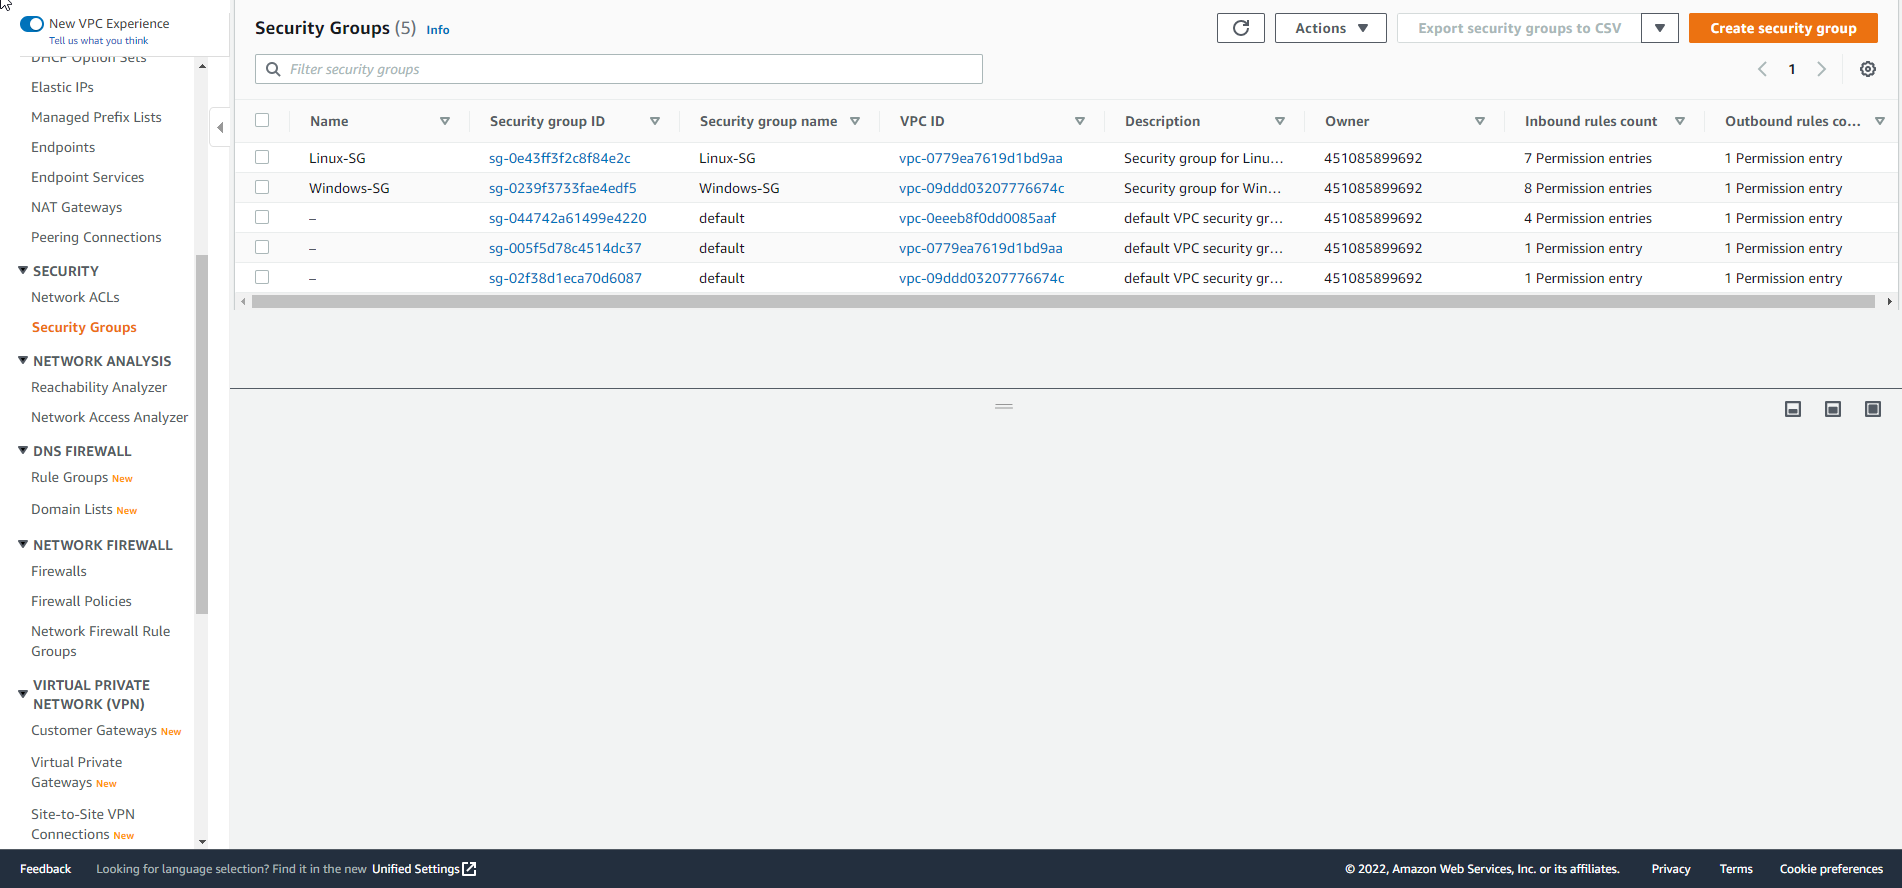 New VPC Experience
Tell us what you think
DHCP Option Sets
Elastic IPs
Managed Prefix Lists
Endpoints
Endpoint Services
NAT Gateways
Peering Connections
SECURITY
Network ACLs
Security Groups
NETWORK ANALYSIS
Reachability Analyzer
Network Access Analyzer
DNS FIREWALL
Rule Groups New
Domain Lists New
NETWORK FIREWALL
Firewalls
Firewall Policies
Network Firewall Rule
Groups
VIRTUAL PRIVATE
NETWORK (VPN)
Customer Gateways New
Virtual Private
Gateways New
Site-to-Site VPN
Connections New
Security Groups (5) Info
Actions
Export security groups to CSV
Create security group
Filter security groups
1
Name Security group ID Security group name VPC ID Description Owner Inbound rules count Outbound rules co...
Linux-SG sg-0e43ff3f2c8f84e2c Linux-SG vpc-0779ea7619d1bd9aa Security group for Linu... 451085899692 7 Permission entries 1 Permission entry
Windows-SG sg-0239f3733fae4edf5 Windows-SG vpc-09ddd03207776674c Security group for Win... 451085899692 8 Permission entries 1 Permission entry
– sg-044742a61499e4220 default vpc-0eeeb8f0dd0085aaf default VPC security gr... 451085899692 4 Permission entries 1 Permission entry
– sg-005f5d78c4514dc37 default vpc-0779ea7619d1bd9aa default VPC security gr... 451085899692 1 Permission entry 1 Permission entry
– sg-02f38d1eca70d6087 default vpc-09ddd03207776674c default VPC security gr... 451085899692 1 Permission entry 1 Permission entry
Feedback Looking for language selection? Find it in the new Unified Settings © 2022, Amazon Web Services, Inc. or its affiliates. Privacy Terms Cookie preferences